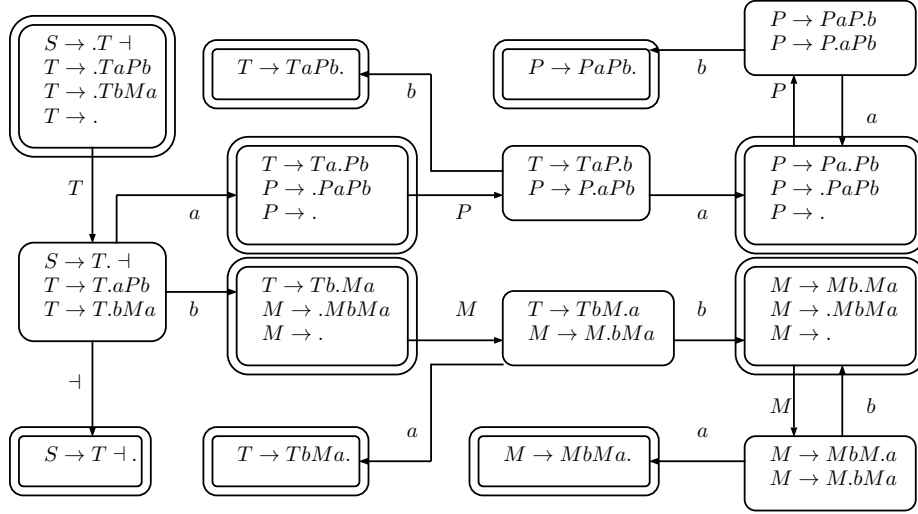 S → .T ⊣
T → .TaPb
T → .TbMa
T → .
T → TaPb.
P → PaPb.
P → PaP.b
P → P.aPb
b
b
P
a
T
T → Ta.Pb
P → .PaPb
P → .
T → TaP.b
P → P.aPb
P → Pa.Pb
P → .PaPb
P → .
a
P
a
S → T. ⊣
T → T.aPb
T → T.bMa
T → Tb.Ma
M → .MbMa
M → .
T → TbM.a
M → M.bMa
M → Mb.Ma
M → .MbMa
M → .
b
M
b
⊣
M
b
a
a
S → T ⊣ .
T → TbMa.
M → MbMa.
M → MbM.a
M → M.bMa